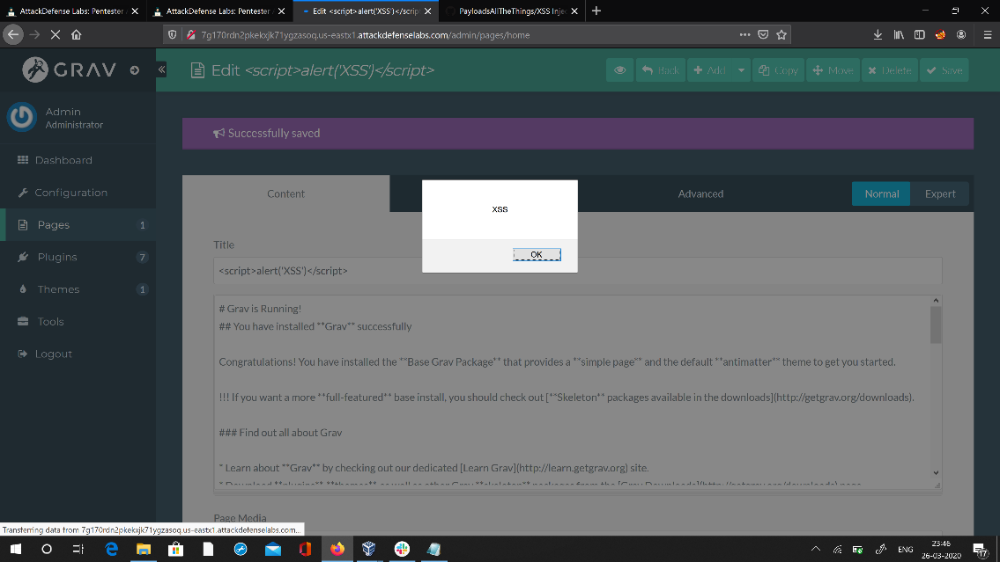 AttackDefense Labs: Pentester
AttackDefense Labs: Pentester
Edit <script>alert('XSS')</scrip
PayloadsAllTheThings/XSS Injec
7g170rdn2pkekxjk71ygzasoq.us-eastx1.attackdefenselabs.com/admin/pages/home
GRAV
Edit <script>alert('XSS')</script>
Back
Add
Copy
Move
Delete
Save
Admin
Administrator
Successfully saved
Dashboard
Configuration
Pages 1
Plugins 7
Themes 1
Tools
Logout
Content
Advanced
Normal
Expert
XSS
OK
Title
<script>alert('XSS')</script>
# Grav is Running!
## You have installed **Grav** successfully
Congratulations! You have installed the **Base Grav Package** that provides a **simple page** and the default **antimatter** theme to get you started.
!!! If you want a more **full-featured** base install, you should check out [**Skeleton** packages available in the downloads](http://getgrav.org/downloads).
### Find out all about Grav
* Learn about **Grav** by checking out our dedicated [Learn Grav](http://learn.getgrav.org) site.
* Download **plugins** **themes** as well as other Grav **skeleton** packages from the [Grav Downloads](http://getgrav.org/downloads) page
Page Media
Transferring data from 7g170rdn2pkekxjk71ygzasoq.us-eastx1.attackdefenselabs.com...
ENG
23:46
26-03-2020
17